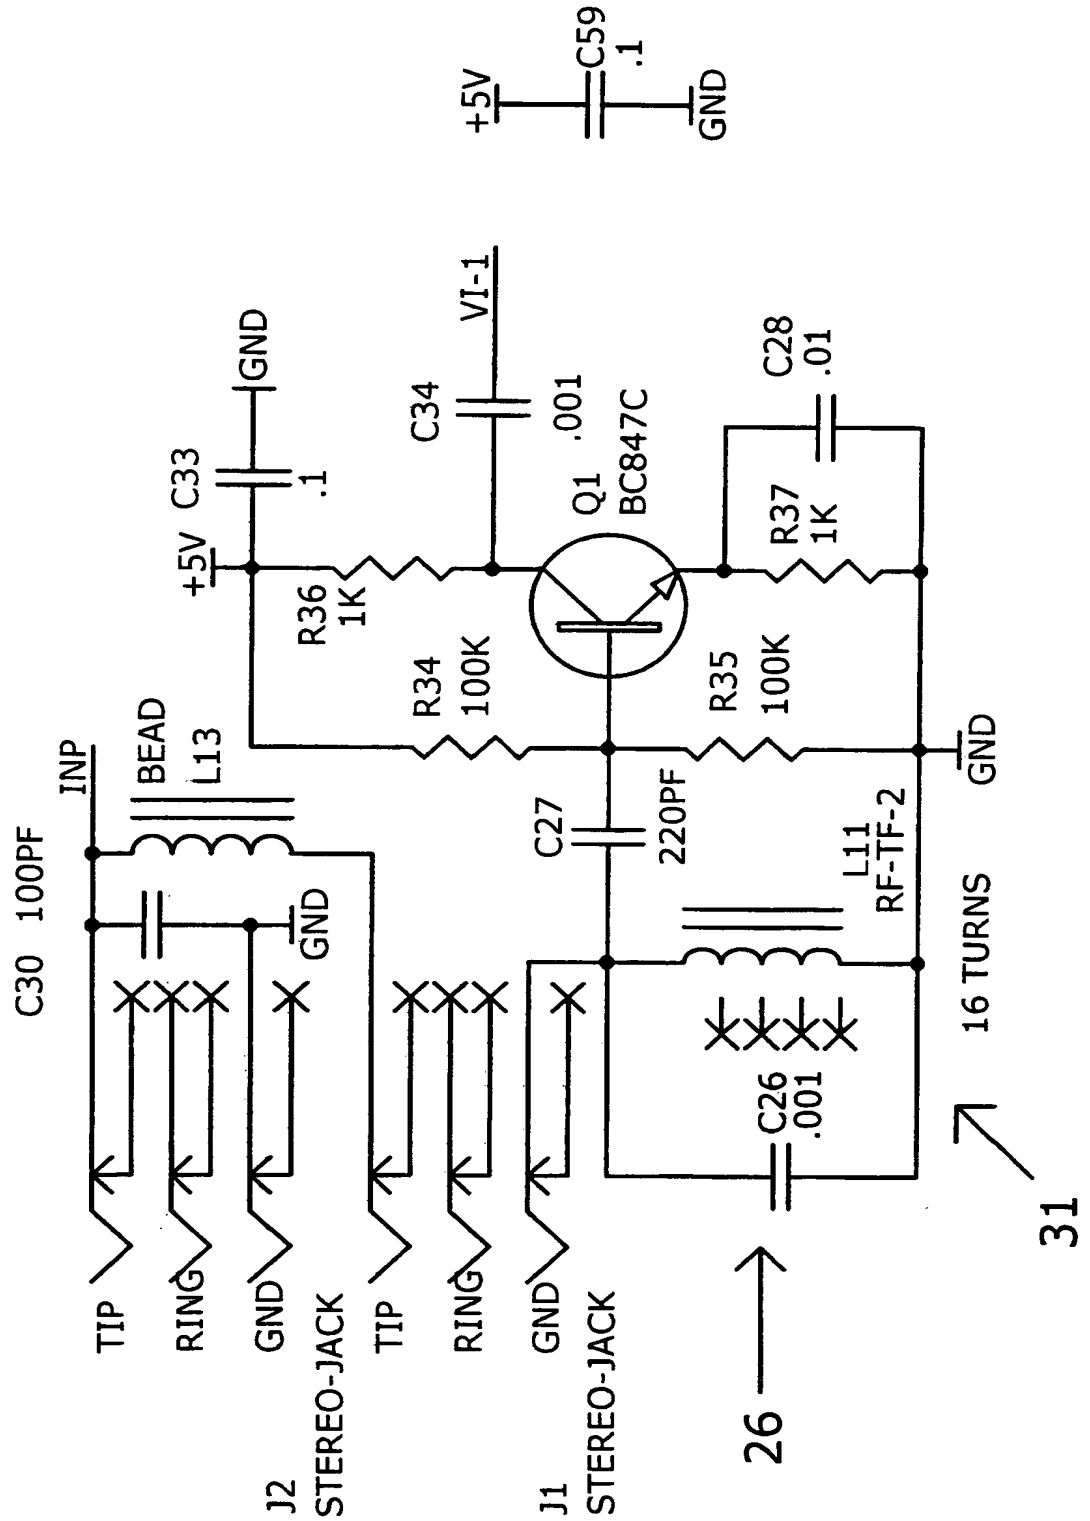 C30 100PF
INP
BEAD
L13
TIP
RING
GND
GND
J2
STEREO-JACK
TIP
RING
GND
J1
STEREO-JACK
+5V
C33
.1
GND
R36
1K
R34
100K
C34
.001
VI-1
Q1
BC847C
C27
220PF
R35
100K
R37
1K
C28
.01
L11
RF-TF-2
C26
.001
16 TURNS
GND
+5V
C59
.1
GND
26
31